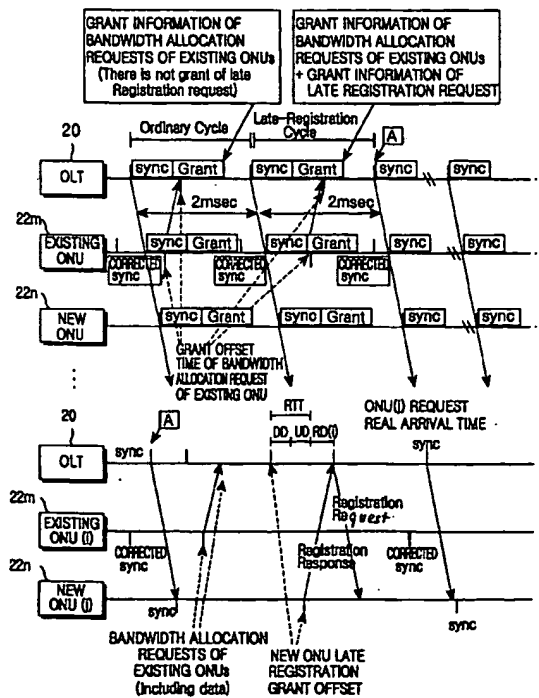 GRANT INFORMATION OF
BANDWIDTH ALLOCATION
REQUESTS OF EXISTING ONUs
(There is not grant of late
Registration request)
GRANT INFORMATION OF
BANDWIDTH ALLOCATION
REQUESTS OF EXISTING ONUs
+ GRANT INFORMATION OF
LATE REGISTRATION REQUEST
Ordinary Cycle
Late-Registration
Cycle
A
20
OLT
sync Grant
sync Grant
sync
sync
2msec
2msec
22m
EXISTING
ONU
sync Grant
sync Grant
sync
sync
CORRECTED
sync
CORRECTED
sync
CORRECTED
sync
22n
NEW
ONU
sync Grant
sync Grant
sync
sync
GRANT OFFSET
TIME OF BANDWIDTH
ALLOCATION REQUEST
OF EXISTING ONU
ONU(j) REQUEST
REAL ARRIVAL TIME
20
OLT
sync
A
RTT
DD UD RD(i)
sync
22m
EXISTING
ONU (i)
CORRECTED
sync
Registration
Request
Registration
Response
CORRECTED
sync
22n
NEW
ONU (j)
sync
sync
BANDWIDTH ALLOCATION
REQUESTS OF
EXISTING ONUs
(including data)
NEW ONU LATE
REGISTRATION
GRANT OFFSET